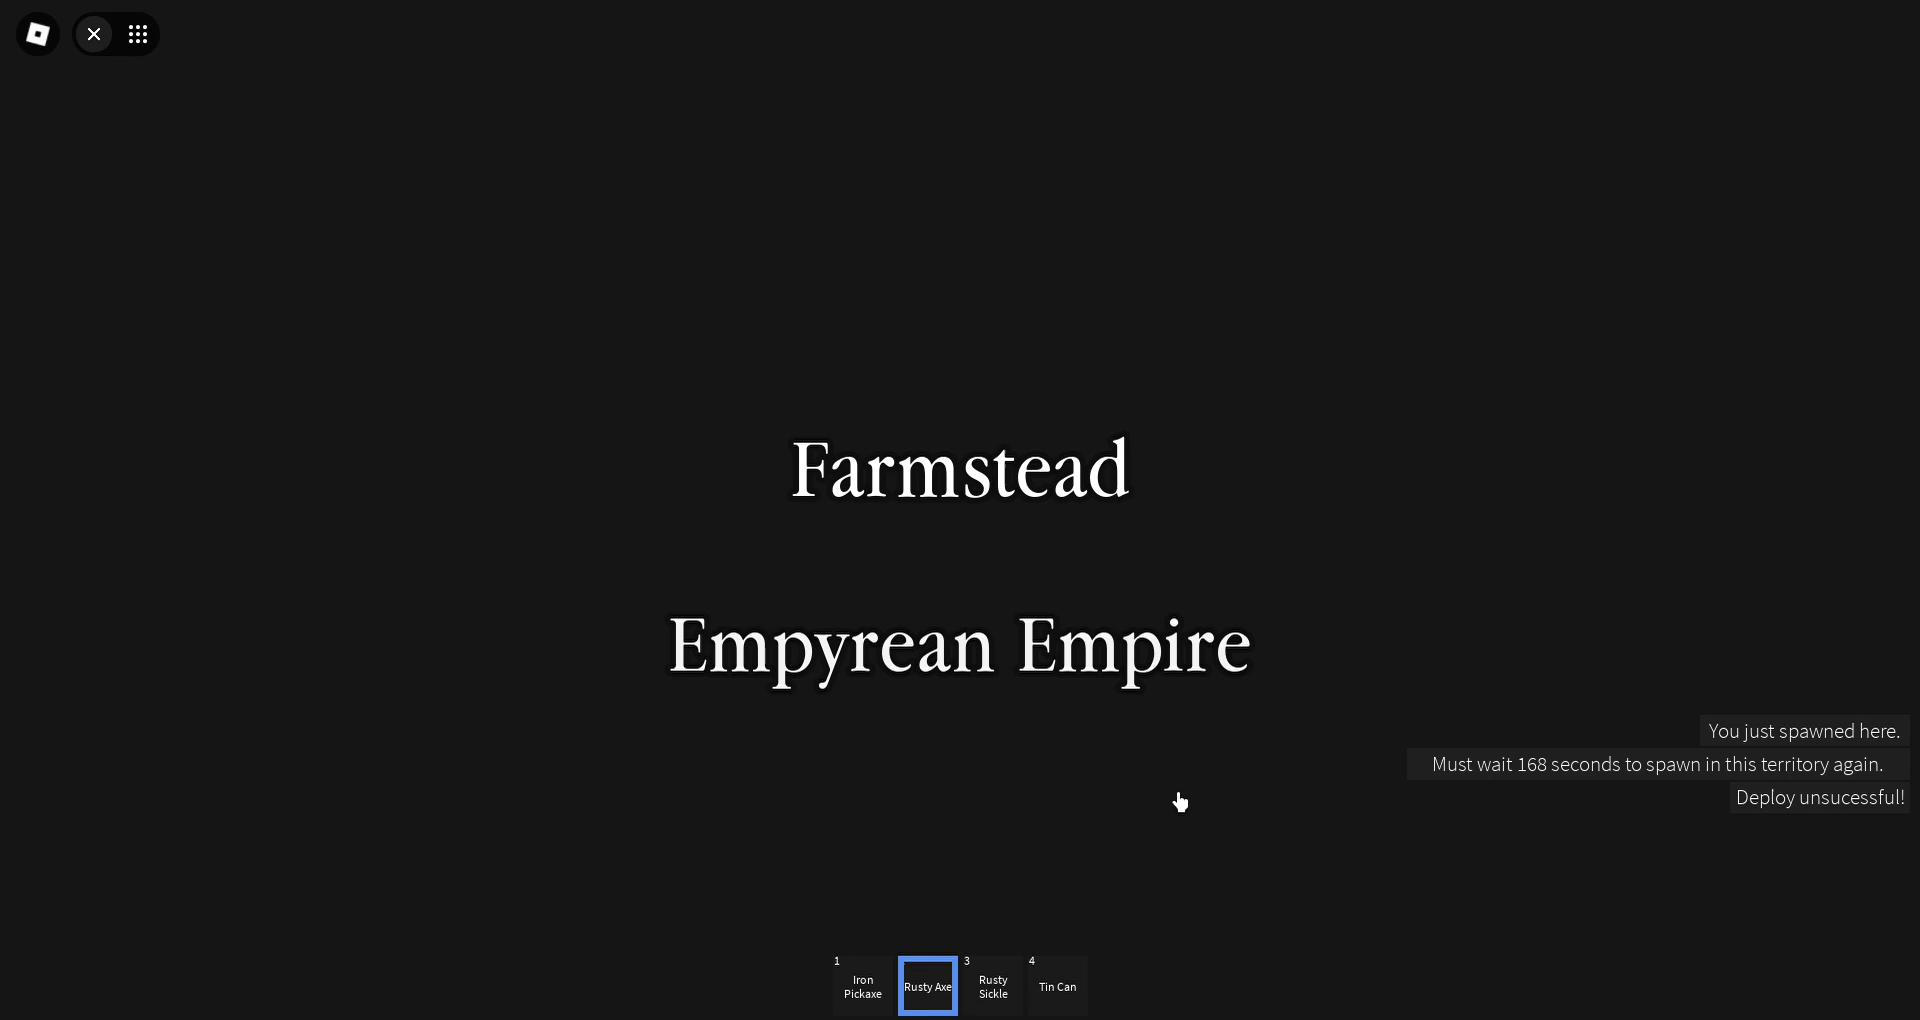 Farmstead
Empyrean Empire
You just spawned here.
Must wait 168 seconds to spawn in this territory again.
Deploy unsucessful!
1
Iron
Pickaxe
Rusty Axe
3
Rusty
Sickle
4
Tin Can